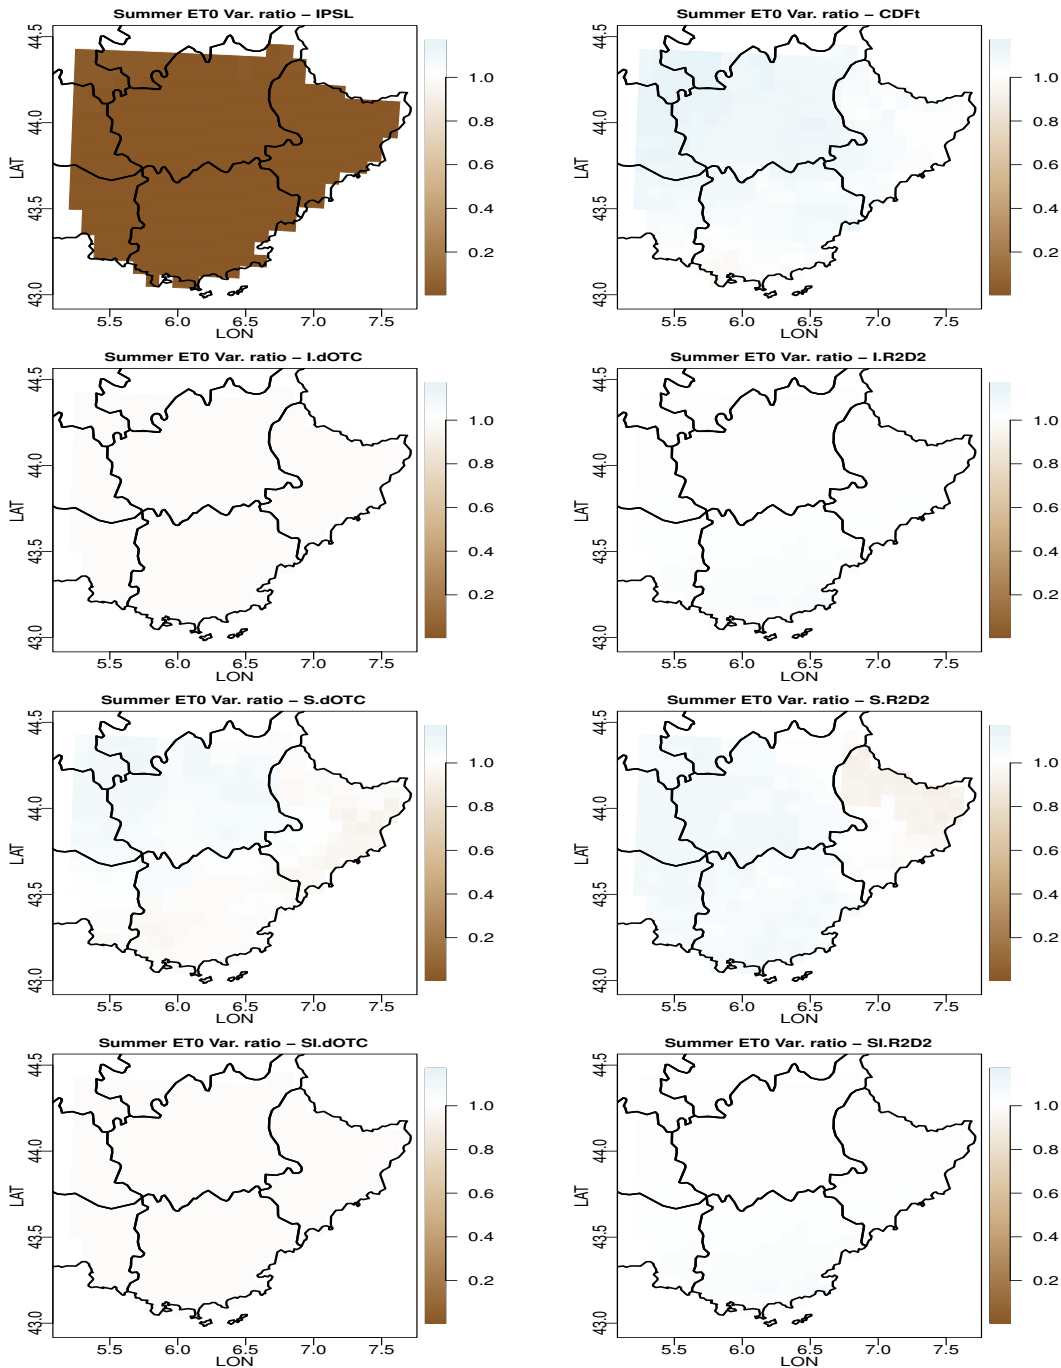 Summer ET0 Var. ratio – IPSL
44.5
44.0
43.5
43.0
LAT
5.5 6.0 6.5 7.0 7.5
LON
1.0
0.8
0.6
0.4
0.2
Summer ET0 Var. ratio – CDFt
44.5
44.0
43.5
43.0
LAT
5.5 6.0 6.5 7.0 7.5
LON
1.0
0.8
0.6
0.4
0.2
Summer ET0 Var. ratio – I.dOTC
44.5
44.0
43.5
43.0
LAT
5.5 6.0 6.5 7.0 7.5
LON
1.0
0.8
0.6
0.4
0.2
Summer ET0 Var. ratio – I.R2D2
44.5
44.0
43.5
43.0
LAT
5.5 6.0 6.5 7.0 7.5
LON
1.0
0.8
0.6
0.4
0.2
Summer ET0 Var. ratio – S.dOTC
44.5
44.0
43.5
43.0
LAT
5.5 6.0 6.5 7.0 7.5
LON
1.0
0.8
0.6
0.4
0.2
Summer ET0 Var. ratio – S.R2D2
44.5
44.0
43.5
43.0
LAT
5.5 6.0 6.5 7.0 7.5
LON
1.0
0.8
0.6
0.4
0.2
Summer ET0 Var. ratio – SI.dOTC
44.5
44.0
43.5
43.0
LAT
5.5 6.0 6.5 7.0 7.5
LON
1.0
0.8
0.6
0.4
0.2
Summer ET0 Var. ratio – SI.R2D2
44.5
44.0
43.5
43.0
LAT
5.5 6.0 6.5 7.0 7.5
LON
1.0
0.8
0.6
0.4
0.2